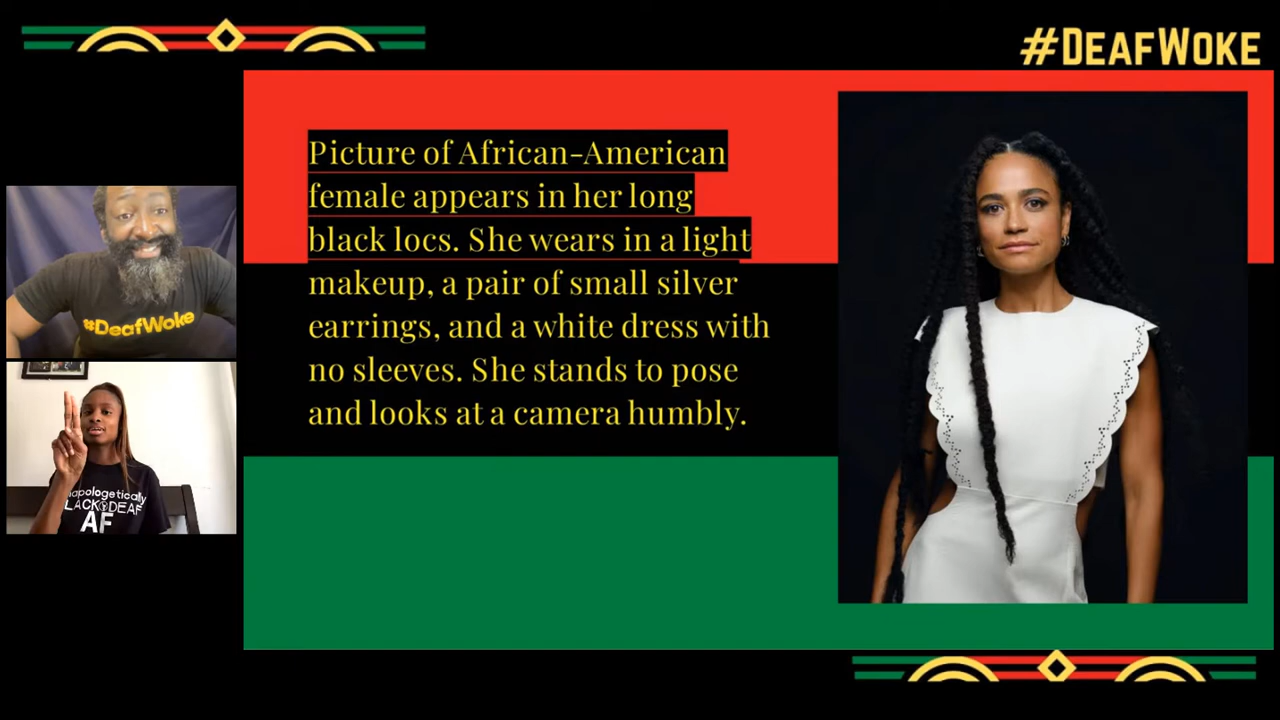 #DEAFWOKE
Picture of African-American
female appears in her long
black locs. She wears in a light
makeup, a pair of small silver
earrings, and a white dress with
no sleeves. She stands to pose
and looks at a camera humbly.
#DeafWoke
napologetically
LACK DEAF
AF